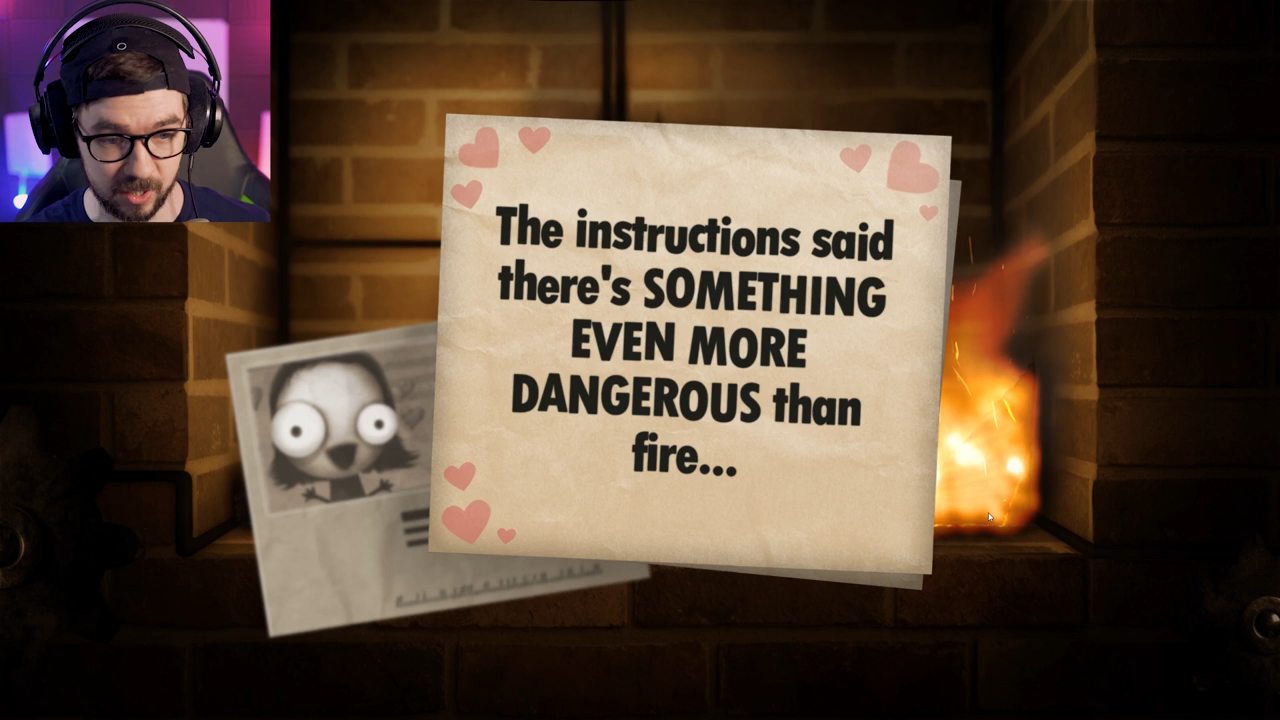 The instructions said
there's SOMETHING
EVEN MORE
DANGEROUS than
fire...